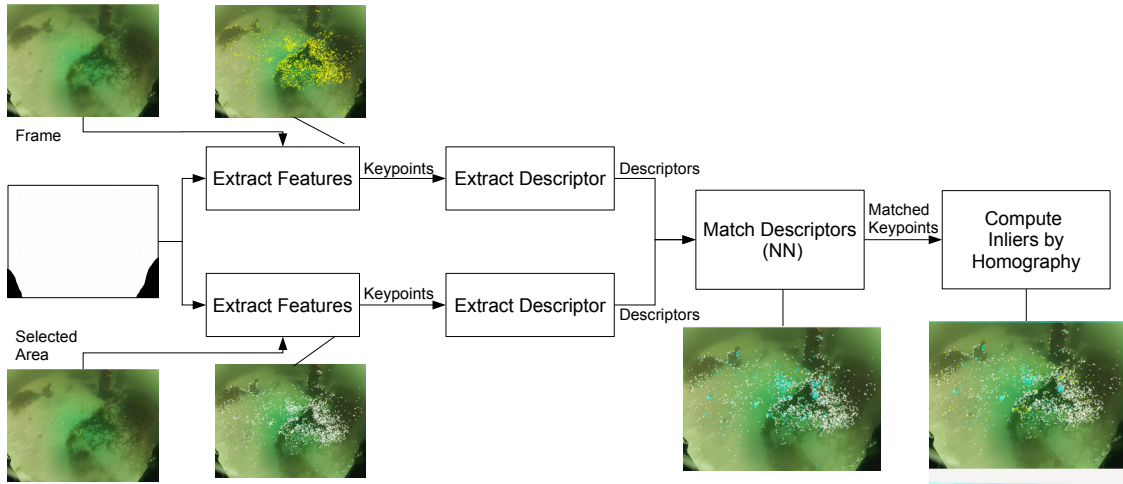 Frame
Extract Features
Keypoints
Extract Descriptor
Descriptors
Match Descriptors
(NN)
Matched
Keypoints
Compute
Inliers by
Homography
Extract Features
Keypoints
Extract Descriptor
Descriptors
Selected
Area